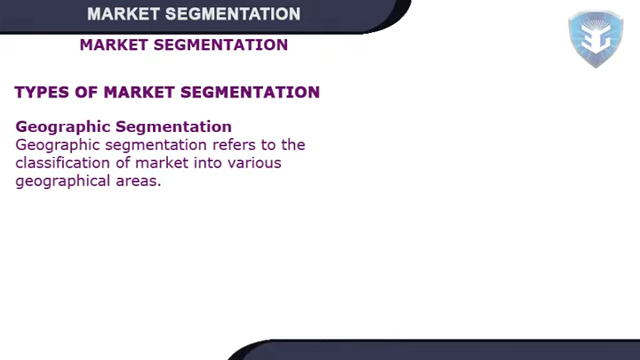 MARKET SEGMENTATION
MARKET SEGMENTATION
TYPES OF MARKET SEGMENTATION
Geographic Segmentation
Geographic segmentation refers to the
classification of market into various
geographical areas.